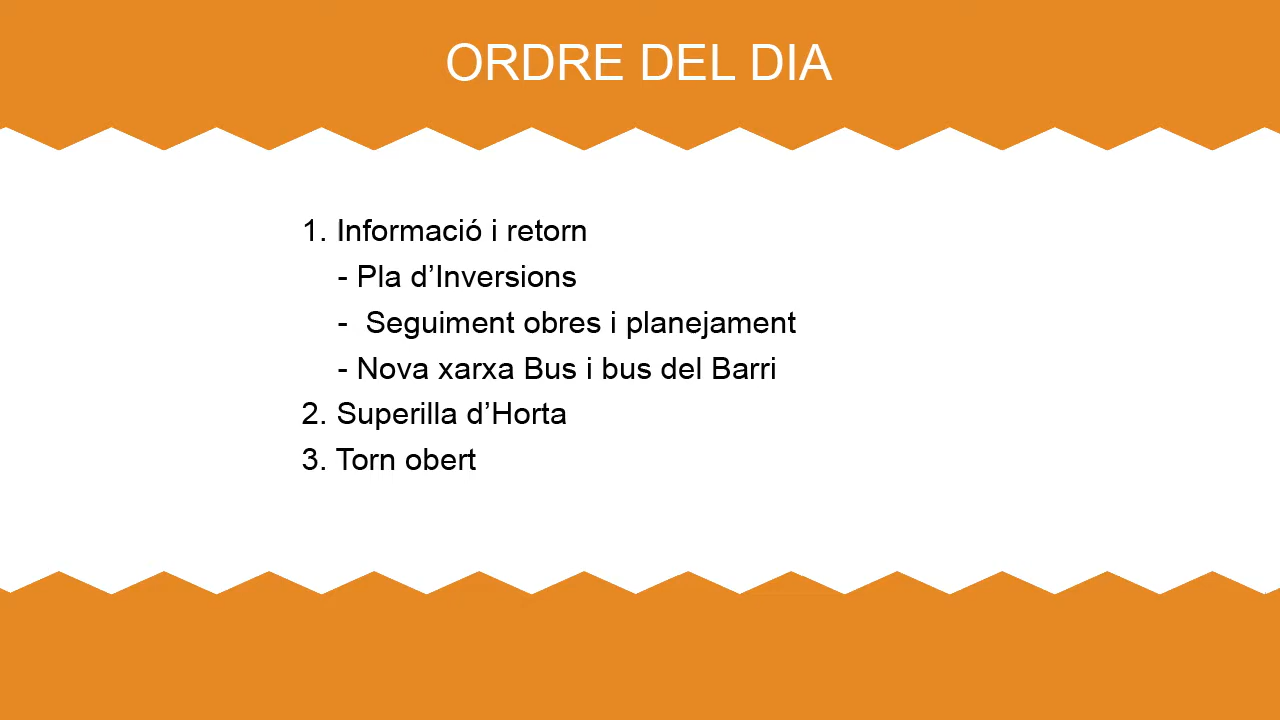 ORDRE DEL DIA
1. Informació i retorn
- Pla d’Inversions
-  Seguiment obres i planejament
- Nova xarxa Bus i bus del Barri
2. Superilla d’Horta
3. Torn obert